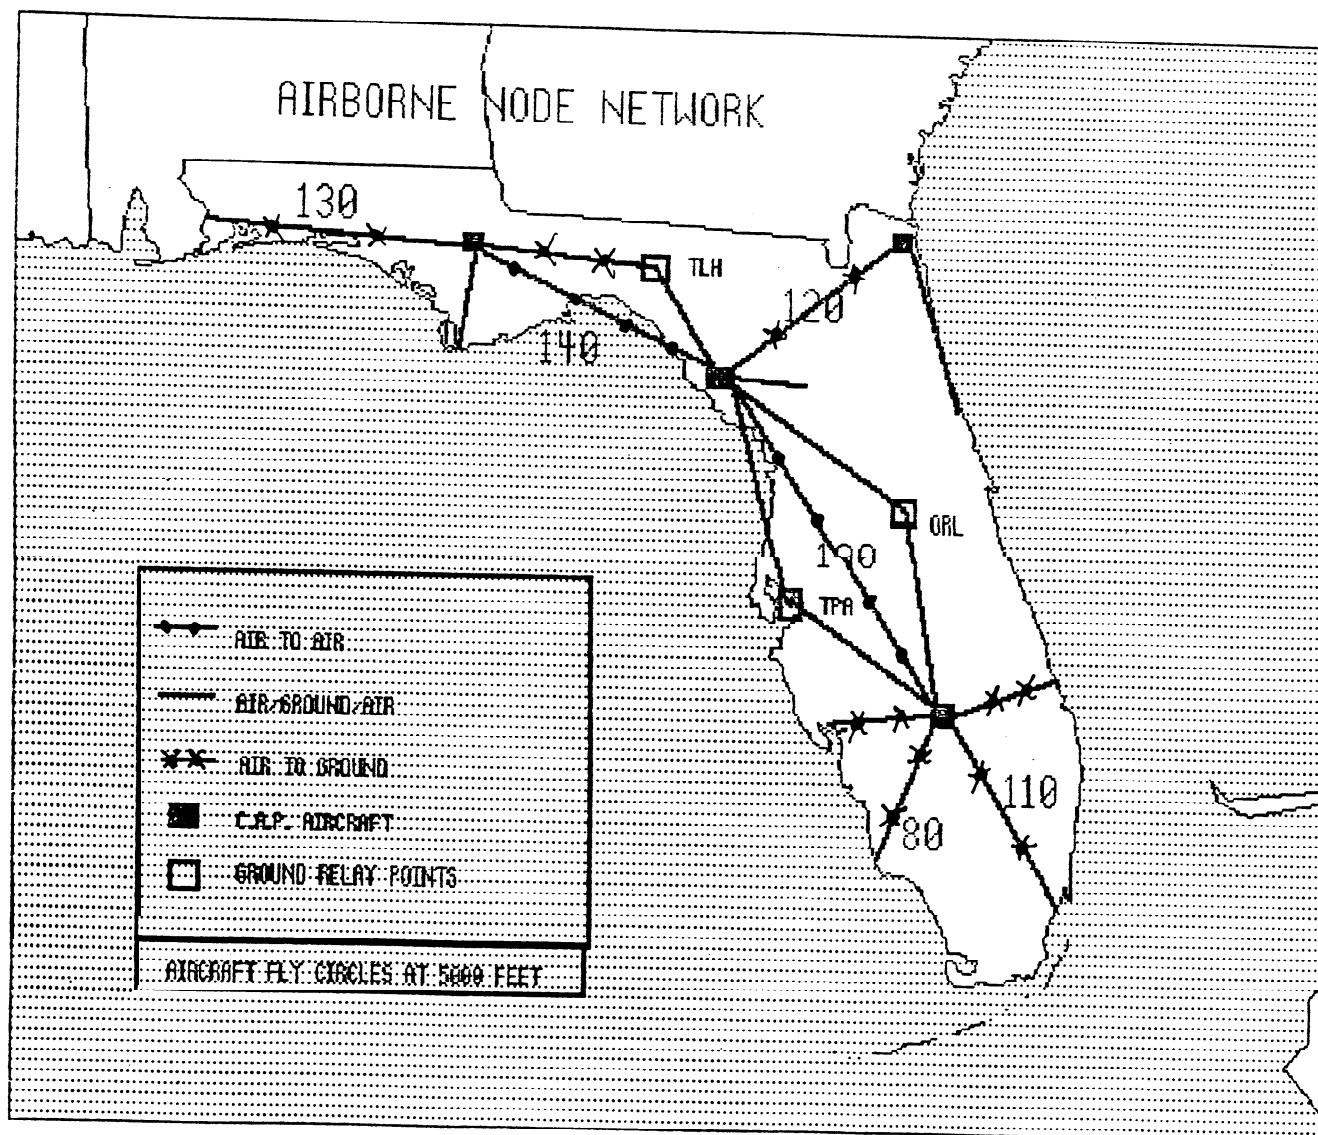 AIRBORNE NODE NETWORK
130
TLH
120
140
ORL
190
TPA
AIR TO AIR
AIR/GROUND/AIR
AIR TO GROUND
110
C.A.P. AIRCRAFT
80
GROUND RELAY POINTS
AIRCRAFT FLY CIRCLES AT 5000 FEET